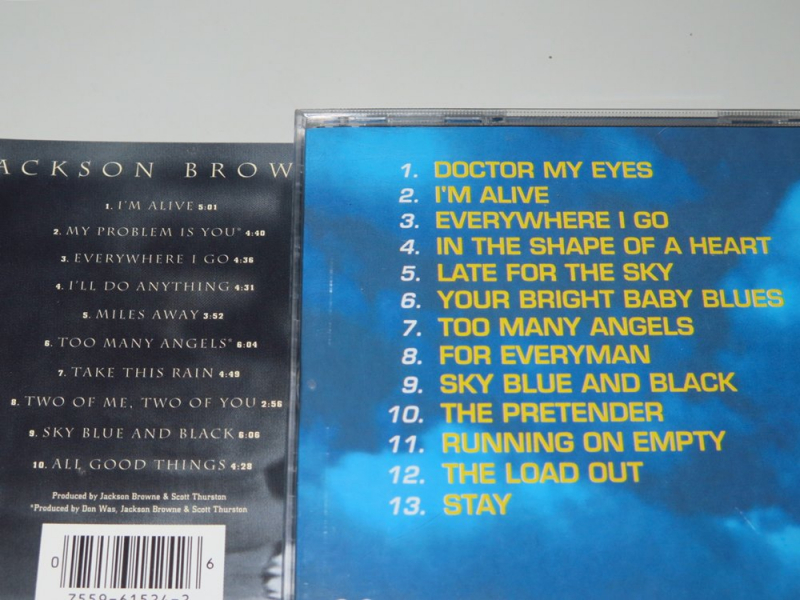 ACKSON BROW
1. I'M ALIVE 5:01
2. MY PROBLEM IS YOU* 4:40
3. EVERYWHERE I GO 4:36
4. I'LL DO ANYTHING 4:31
5. MILES AWAY 3:52
6. TOO MANY ANGELS* 6:04
7. TAKE THIS RAIN 4:49
8. TWO OF ME, TWO OF YOU 2:56
9. SKY BLUE AND BLACK 6:06
10. ALL GOOD THINGS 4:28
Produced by Jackson Browne & Scott Thurston
*Produced by Don Was, Jackson Browne & Scott Thurston
0 6
7559-61524-2
1. DOCTOR MY EYES
2. I'M ALIVE
3. EVERYWHERE I GO
4. IN THE SHAPE OF A HEART
5. LATE FOR THE SKY
6. YOUR BRIGHT BABY BLUES
7. TOO MANY ANGELS
8. FOR EVERYMAN
9. SKY BLUE AND BLACK
10. THE PRETENDER
11. RUNNING ON EMPTY
12. THE LOAD OUT
13. STAY